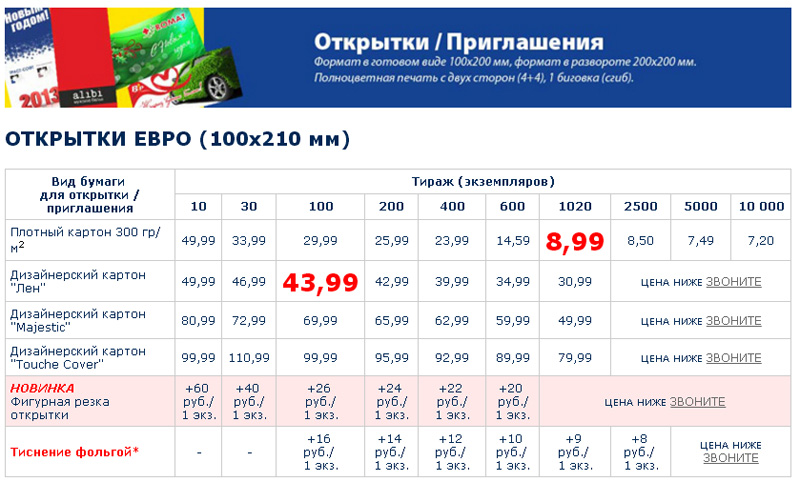 НОВЫМ
ГОДОМ!
2013
alibi
КОМАТ
Открытки / Приглашения
Формат в готовом виде 100х200 мм, формат в развороте 200х200 мм.
Полноцветная печать с двух сторон (4+4), 1 биговка (сгиб).
ОТКРЫТКИ ЕВРО (100х210 мм)
Вид бумаги
для открытки /
приглашения
Тираж (экземпляров)
10 30 100 200 400 600 1020 2500 5000 10 000
Плотный картон 300 гр/
м²
49,99 33,99 29,99 25,99 23,99 14,59 8,99 8,50 7,49 7,20
Дизайнерский картон
"Лен"
49,99 46,99 43,99 42,99 39,99 34,99 30,99 ЦЕНА НИЖЕ ЗВОНИТЕ
Дизайнерский картон
"Majestic"
80,99 72,99 69,99 65,99 62,99 59,99 49,99 ЦЕНА НИЖЕ ЗВОНИТЕ
Дизайнерский картон
"Touche Cover"
99,99 110,99 99,99 95,99 92,99 89,99 79,99 ЦЕНА НИЖЕ ЗВОНИТЕ
НОВИНКА
Фигурная резка
открытки
+60 +40 +26 +24 +22 +20
руб./ руб./ руб./ руб./ руб./ руб./
1 экз. 1 экз. 1 экз. 1 экз. 1 экз. 1 экз.
ЦЕНА НИЖЕ ЗВОНИТЕ
Тиснение фольгой*
- - +16 +14 +12 +10 +9 +8
руб./ руб./ руб./ руб./ руб./ руб./
1 экз. 1 экз. 1 экз. 1 экз. 1 экз. 1 экз.
ЦЕНА НИЖЕ
ЗВОНИТЕ